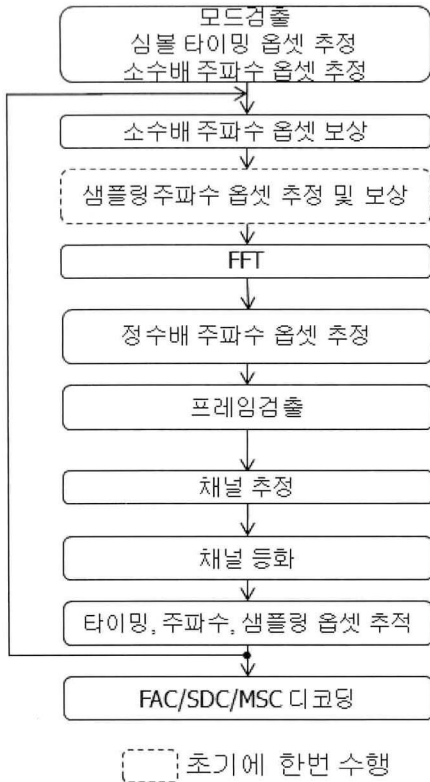 모드검출
심볼 타이밍 옵셋 추정
소수배 주파수 옵셋 추정
소수배 주파수 옵셋 보상
샘플링주파수 옵셋 추정 및 보상
FFT
정수배 주파수 옵셋 추정
프레임검출
채널 추정
채널 등화
타이밍, 주파수, 샘플링 옵셋 추적
FAC/SDC/MSC 디코딩
초기에 한번 수행